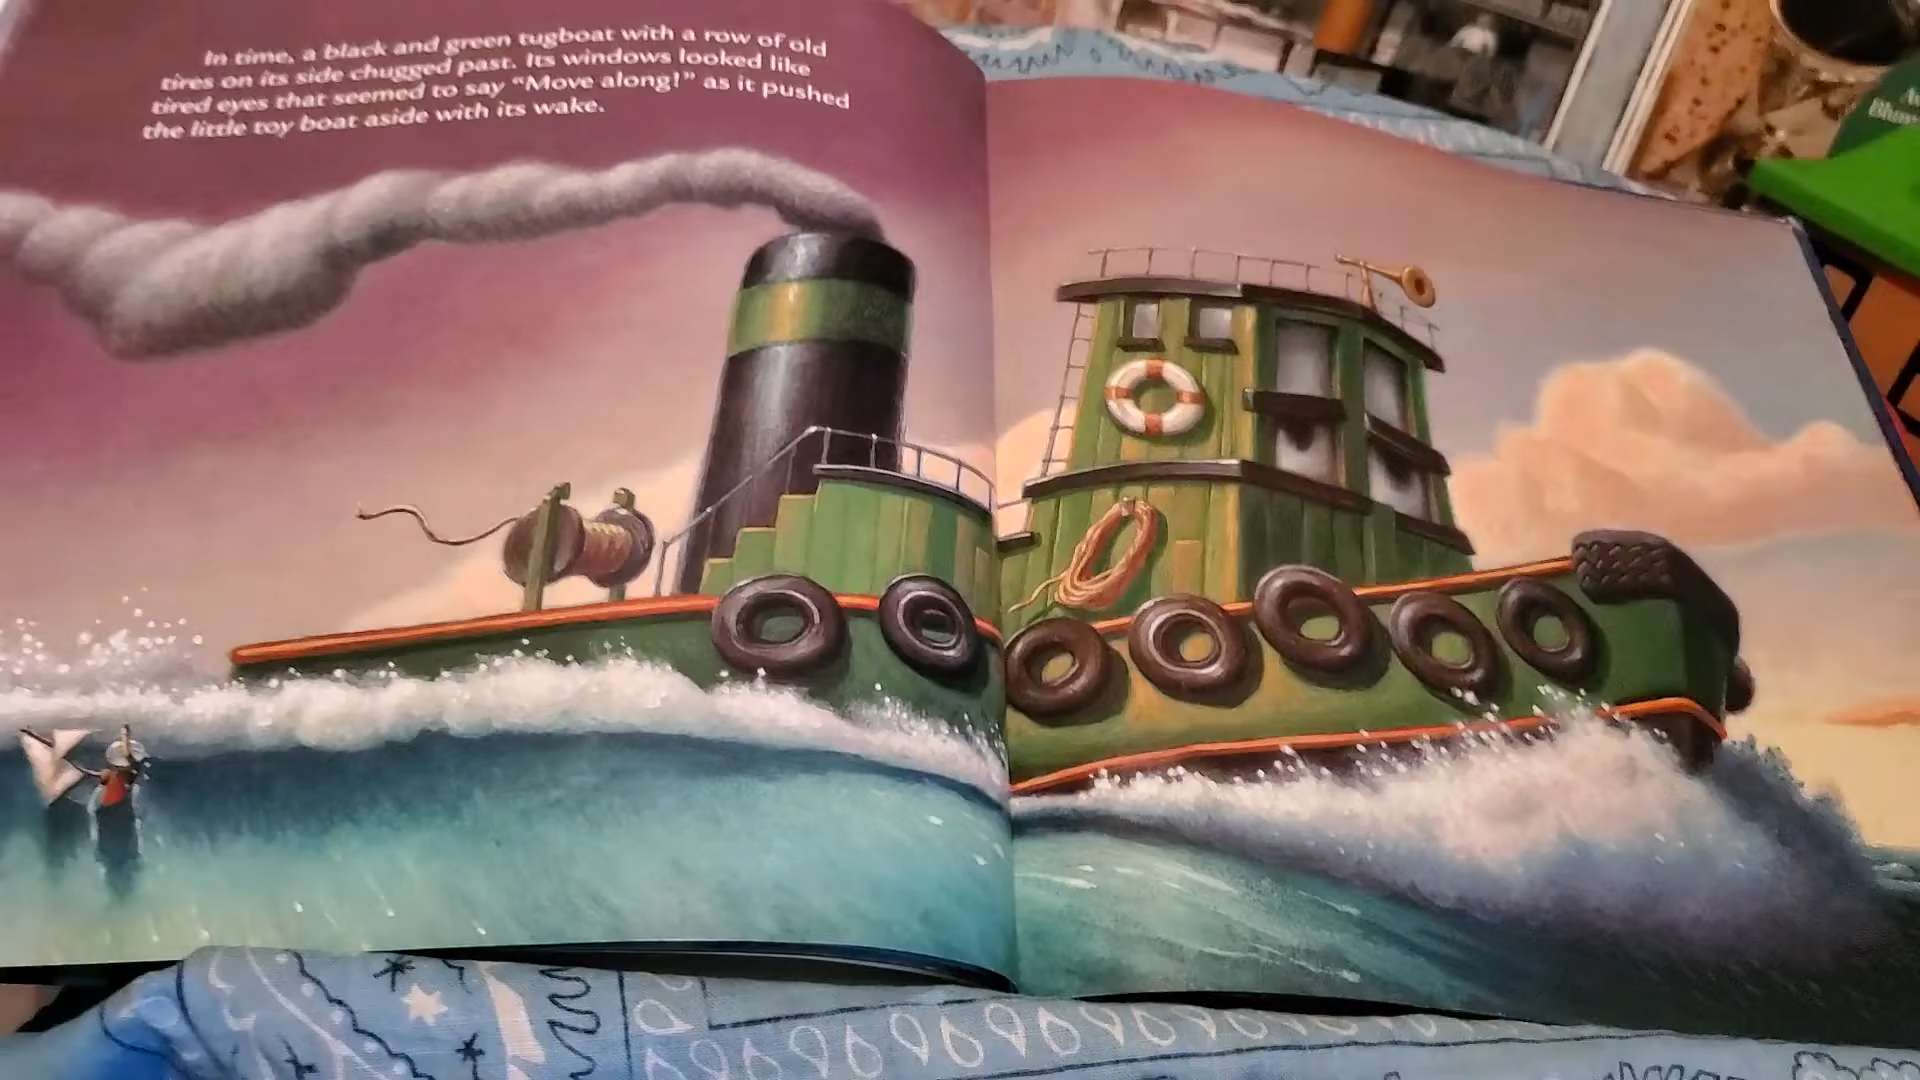 In time, a black and green tugboat with a row of old
tires on its side chugged past. Its windows looked like
tired eyes that seemed to say “Move along!” as it pushed
the little toy boat aside with its wake.